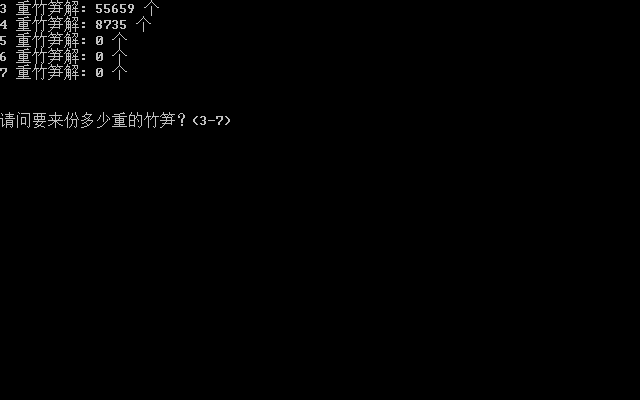 3 重竹笋解: 55659 个
4 重竹笋解: 8735 个
5 重竹笋解: 0 个
6 重竹笋解: 0 个
7 重竹笋解: 0 个
请问要来份多少重的竹笋? (3-7)